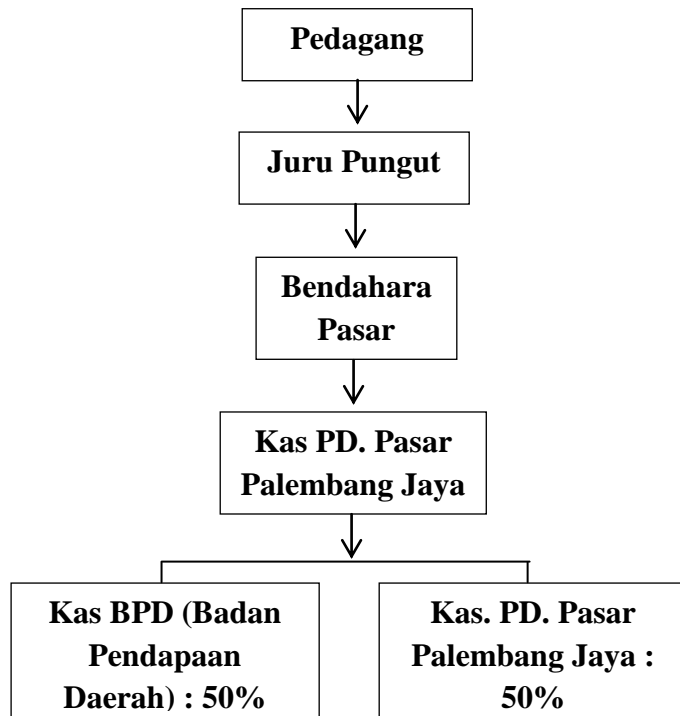 Pedagang
Juru Pungut
Bendahara
Pasar
Kas PD. Pasar
Palembang Jaya
Kas BPD (Badan
Pendapaan
Daerah) : 50%
Kas. PD. Pasar
Palembang Jaya :
50%